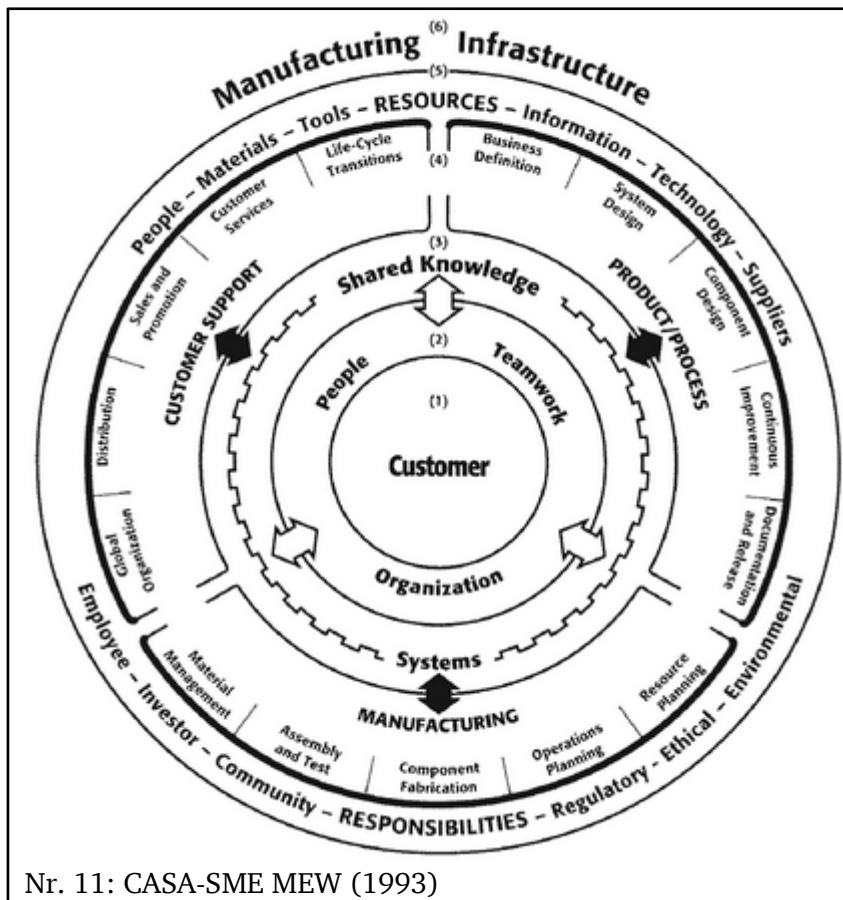 (6)
Manufacturing Infrastructure
(5)
People – Materials – Tools – RESOURCES – Information – Technology – Suppliers
Life-Cycle
Transitions
(4)
Business
Definition
Customer
Services
System
Design
Sales and
Promotion
Component
Design
Distribution
Continuous
Improvement
Global
Organization
Documentation
and Release
CUSTOMER SUPPORT
PRODUCT/PROCESS
(3)
Shared Knowledge
(2)
People
Teamwork
(1)
Customer
Organization
Systems
MANUFACTURING
Material
Management
Assembly
and Test
Component
Fabrication
Operations
Planning
Resource
Planning
Employee – Investor – Community – RESPONSIBILITIES – Regulatory – Ethical – Environmental
Nr. 11: CASA-SME MEW (1993)